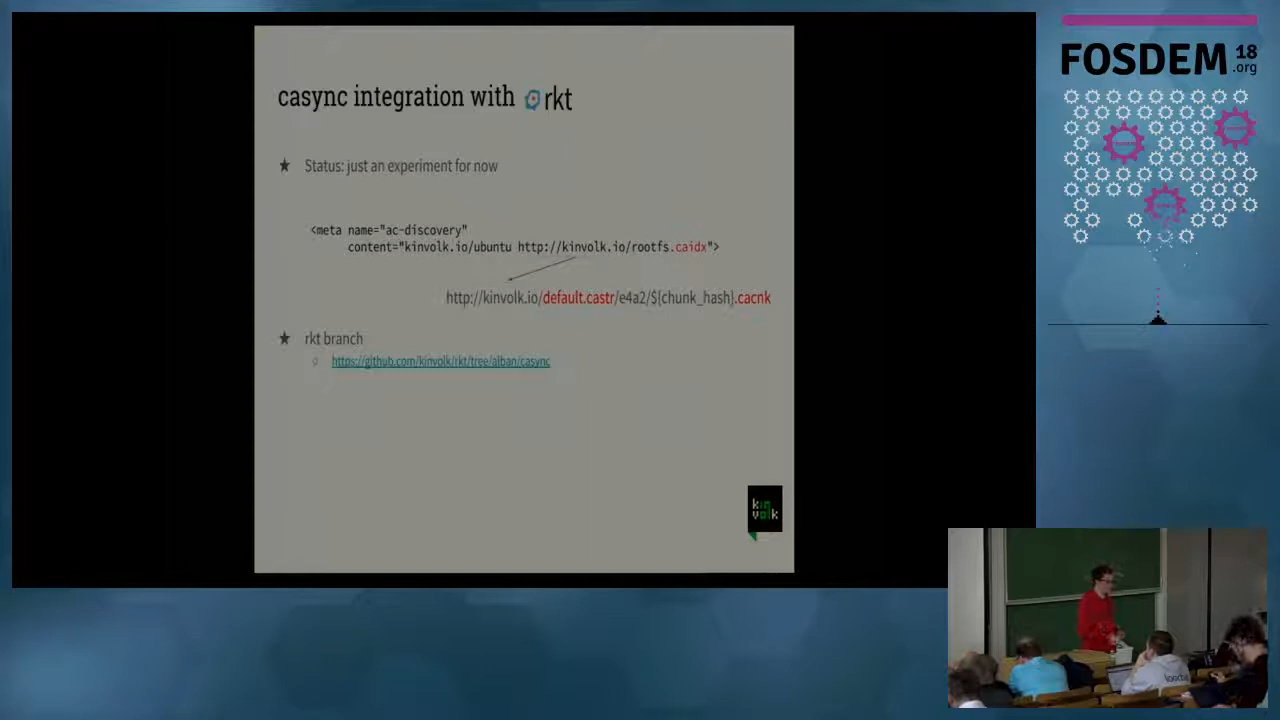 casync integration with rkt
★ Status: just an experiment for now
<meta name="ac-discovery"
content="kinvolk.io/ubuntu http://kinvolk.io/rootfs.caidx">
http://kinvolk.io/default.castr/e4a2/${chunk_hash}.cacnk
★ rkt branch
○ https://github.com/kinvolk/rkt/tree/alban/casync
kin
volk
FOSDEM 18
.org